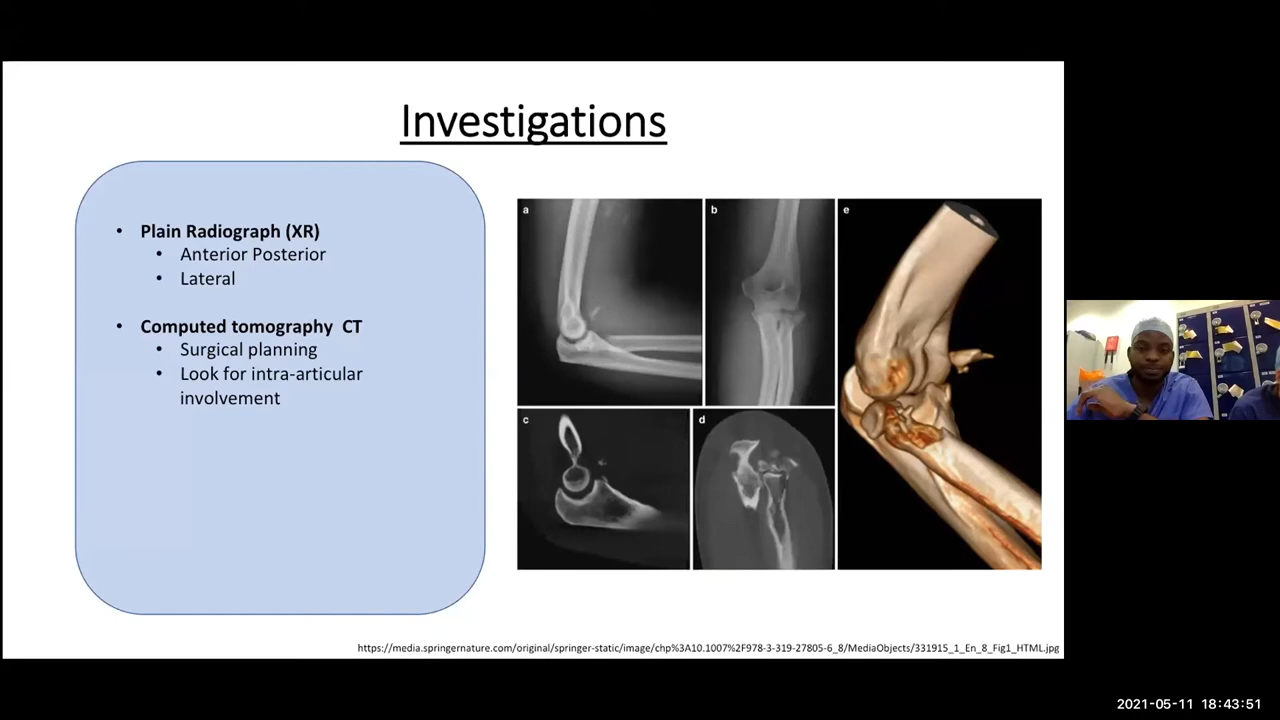 Investigations
• Plain Radiograph (XR)
• Anterior Posterior
• Lateral
• Computed tomography CT
• Surgical planning
• Look for intra-articular
involvement
a
b
e
c
d
https://media.springernature.com/original/springer-static/image/chp%3A10.1007%2F978-3-319-27805-6_8/MediaObjects/331915_1_En_8_Fig1_HTML.jpg
2021-05-11 18:43:51